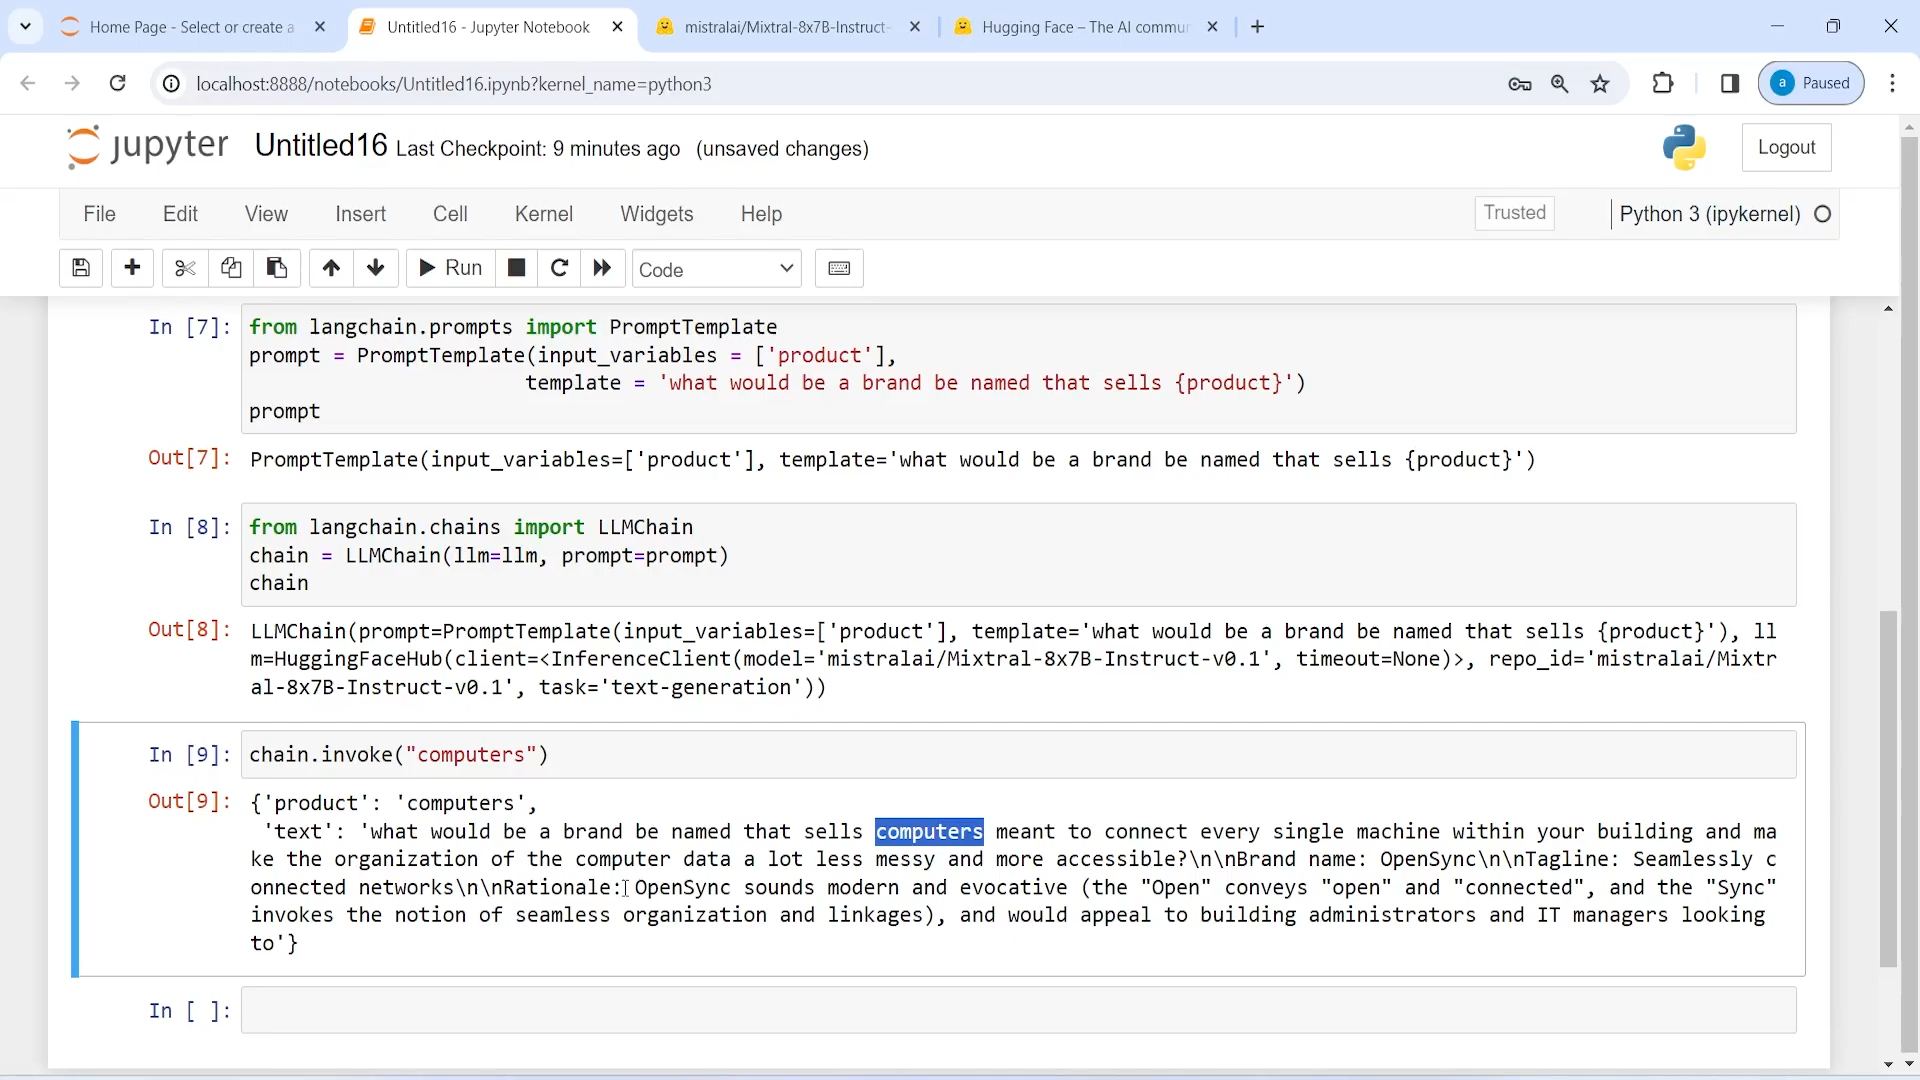 Home Page - Select or create a
Untitled16 - Jupyter Notebook
mistralai/Mixtral-8x7B-Instruct-
Hugging Face – The AI commun
localhost:8888/notebooks/Untitled16.ipynb?kernel_name=python3
a Paused
jupyter Untitled16 Last Checkpoint: 9 minutes ago (unsaved changes)
Logout
File Edit View Insert Cell Kernel Widgets Help
Trusted
Python 3 (ipykernel)
Run
Code
In [7]: from langchain.prompts import PromptTemplate
prompt = PromptTemplate(input_variables = ['product'],
template = 'what would be a brand be named that sells {product}')
prompt
Out[7]: PromptTemplate(input_variables=['product'], template='what would be a brand be named that sells {product}')
In [8]: from langchain.chains import LLMChain
chain = LLMChain(llm=llm, prompt=prompt)
chain
Out[8]: LLMChain(prompt=PromptTemplate(input_variables=['product'], template='what would be a brand be named that sells {product}'), ll
m=HuggingFaceHub(client=<InferenceClient(model='mistralai/Mixtral-8x7B-Instruct-v0.1', timeout=None)>, repo_id='mistralai/Mixtr
al-8x7B-Instruct-v0.1', task='text-generation'))
In [9]: chain.invoke("computers")
Out[9]: {'product': 'computers',
'text': 'what would be a brand be named that sells computers meant to connect every single machine within your building and ma
ke the organization of the computer data a lot less messy and more accessible?\n\nBrand name: OpenSync\n\nTagline: Seamlessly c
onnected networks\n\nRationale: OpenSync sounds modern and evocative (the "Open" conveys "open" and "connected", and the "Sync"
invokes the notion of seamless organization and linkages), and would appeal to building administrators and IT managers looking
to'}
In [ ]: